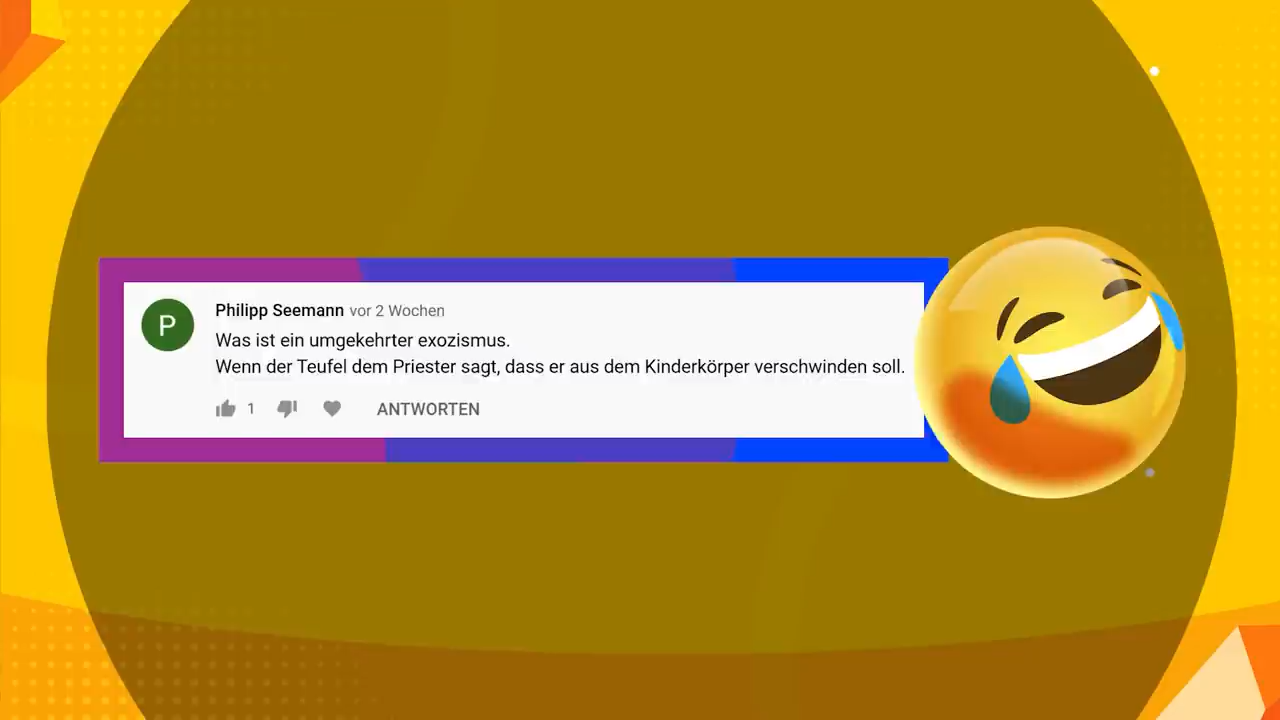 P
Philipp Seemann vor 2 Wochen
Was ist ein umgekehrter exozismus.
Wenn der Teufel dem Priester sagt, dass er aus dem Kinderkörper verschwinden soll.
1 ANTWORTEN